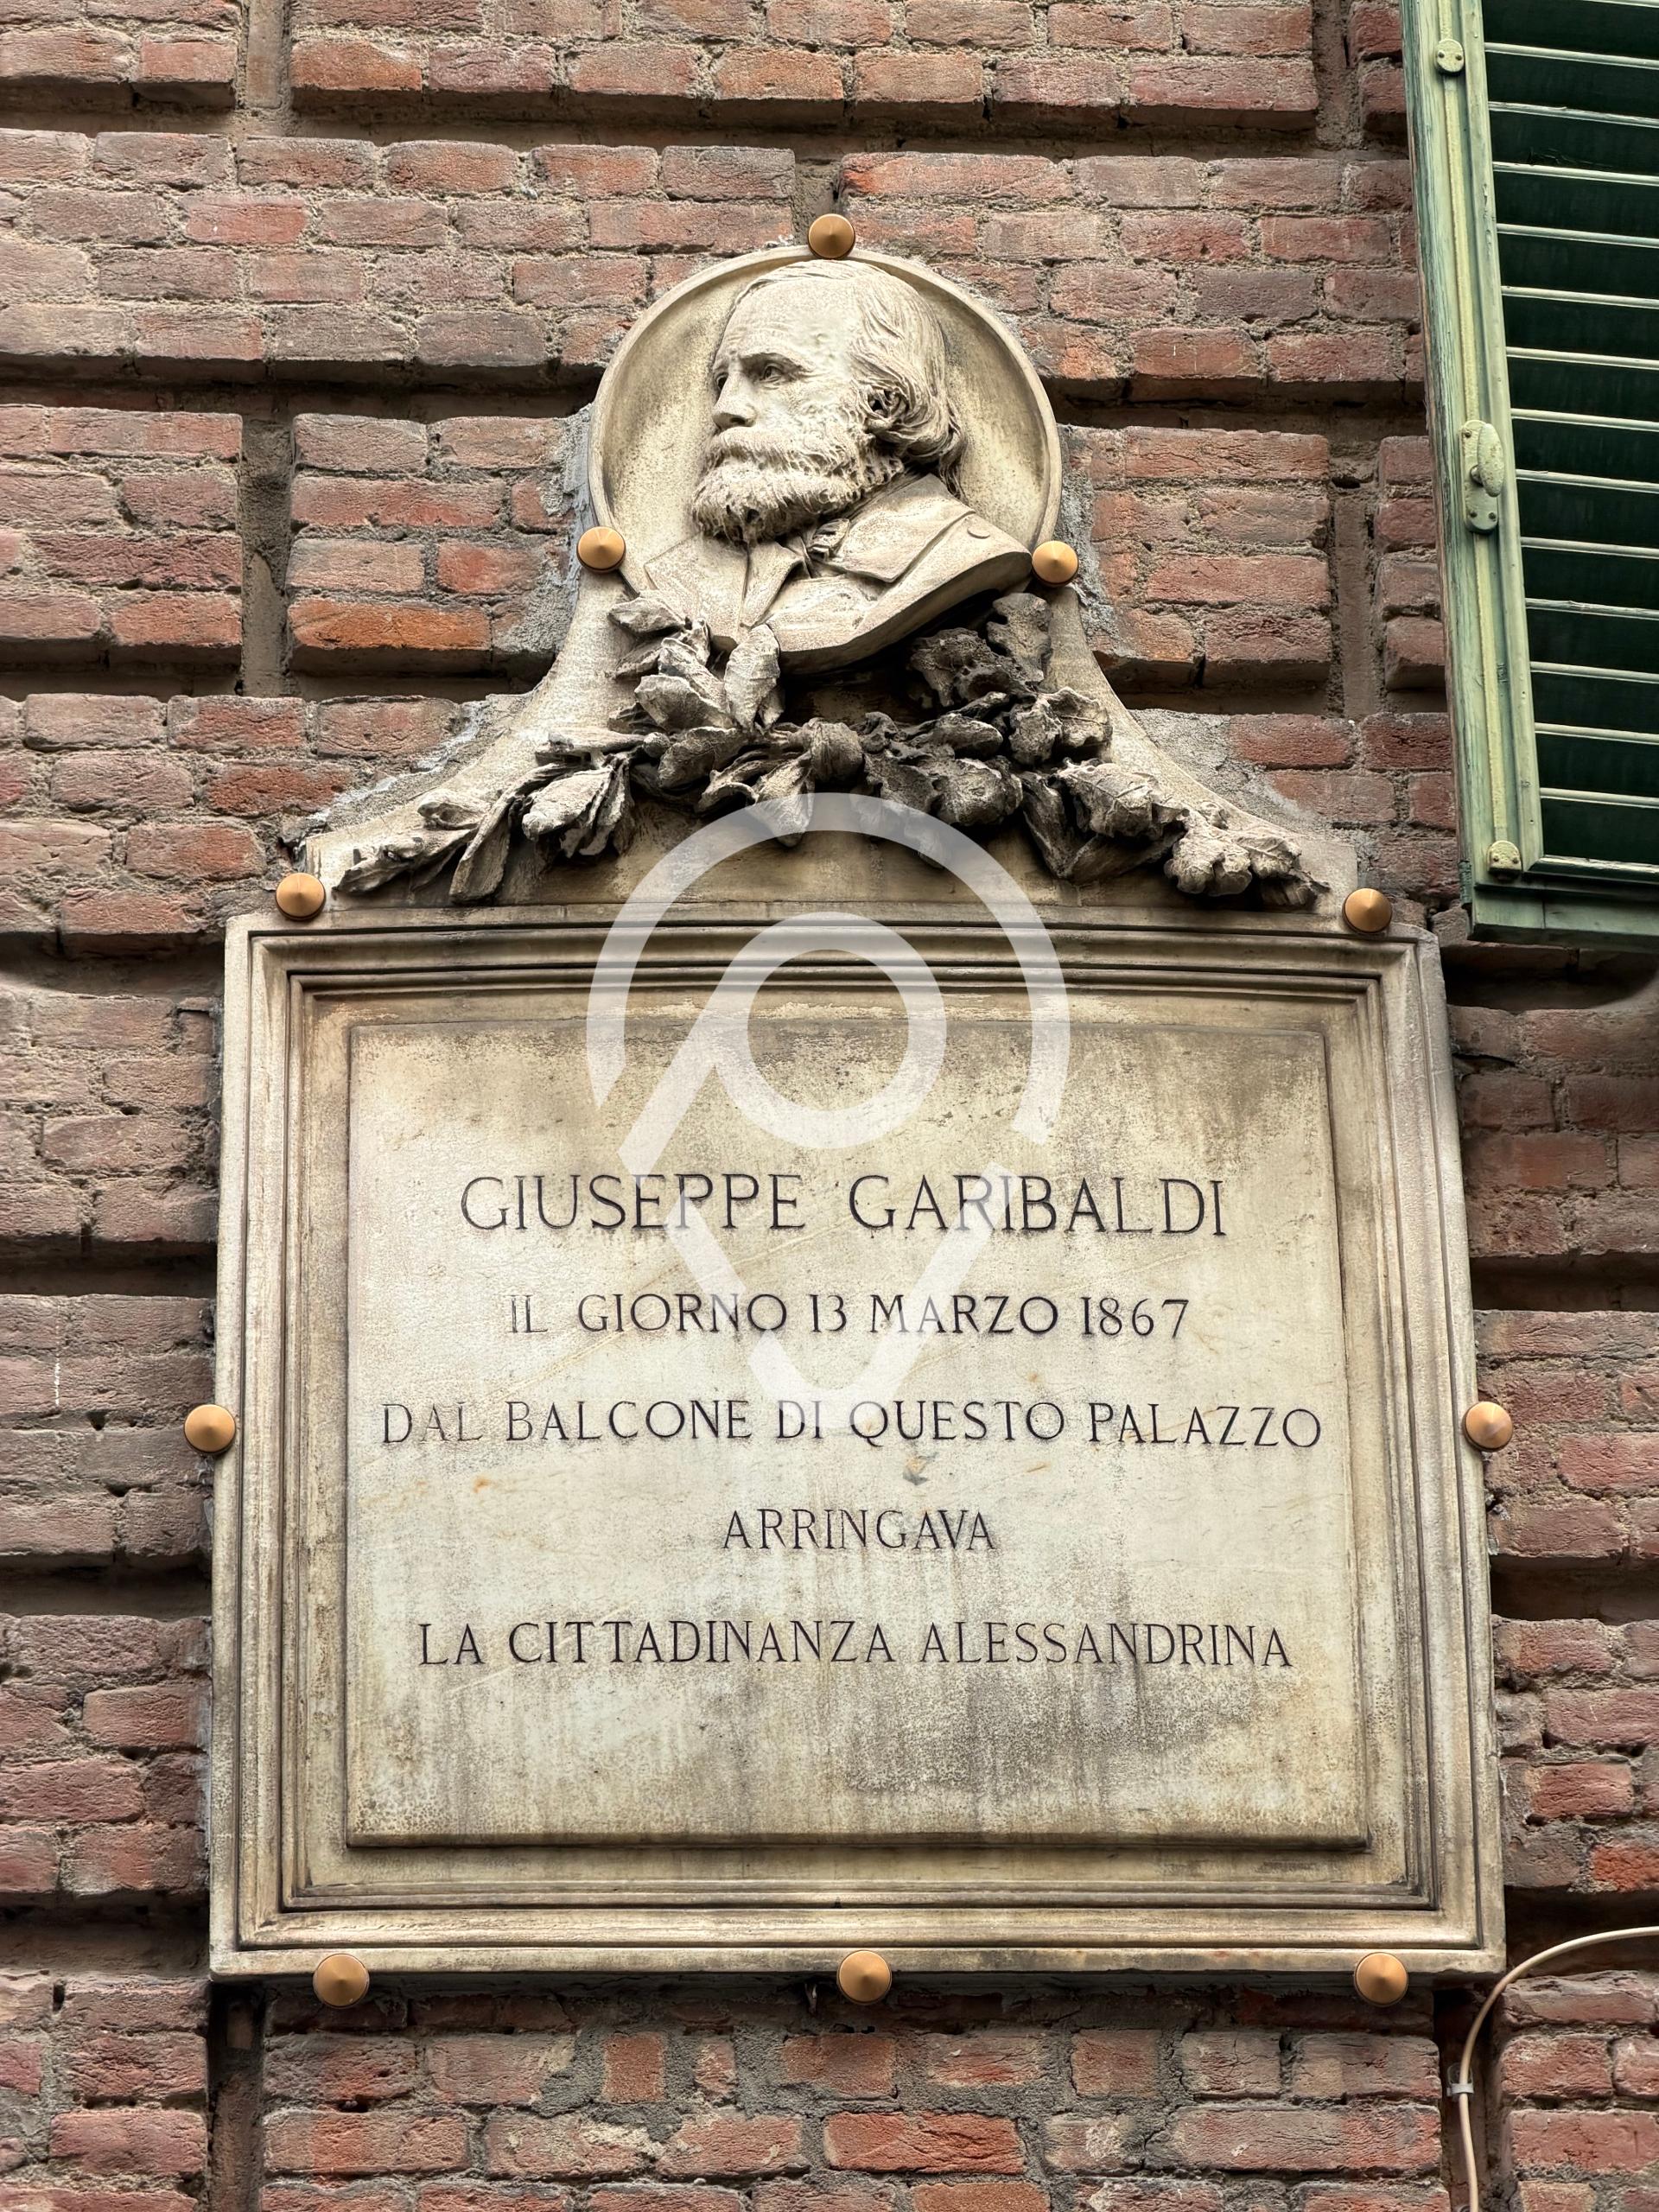 GIUSEPPE GARIBALDI
IL GIORNO 13 MARZO 1867
DAL BALCONE DI QUESTO PALAZZO
ARRINGAVA
LA CITTADINANZA ALESSANDRINA